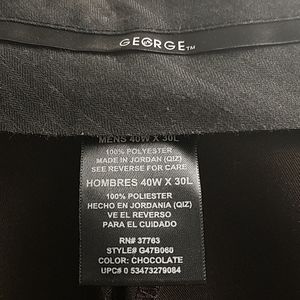 GEORGE™
MENS 40W X 30L
100% POLYESTER
MADE IN JORDAN (QIZ)
SEE REVERSE FOR CARE
HOMBRES 40W X 30L
100% POLIESTER
HECHO EN JORDANIA (QIZ)
VE EL REVERSO
PARA EL CUIDADO
RN# 37763
STYLE# G47B060
COLOR: CHOCOLATE
UPC# 0 53473279084